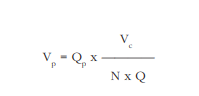 V_c
V_p = Q_p x
N x Q